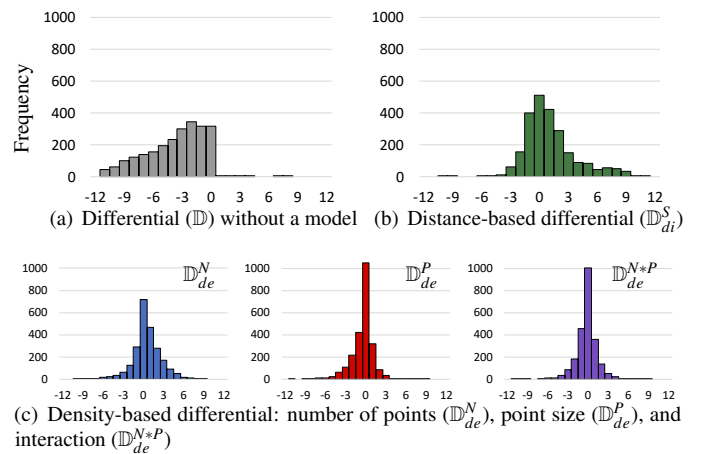 1000
1000
800
800
600
600
400
400
200
200
0
0
Frequency
-12 -9 -6 -3 0 3 6 9 12
-12 -9 -6 -3 0 3 6 9 12
(a) Differential (𝔻) without a model
(b) Distance-based differential (𝔻^S_di)
𝔻^N_de
𝔻^P_de
𝔻^{N*P}_de
1000
1000
1000
800
800
800
600
600
600
400
400
400
200
200
200
0
0
0
-12 -9 -6 -3 0 3 6 9 12
-12 -9 -6 -3 0 3 6 9 12
-12 -9 -6 -3 0 3 6 9 12
(c) Density-based differential: number of points (𝔻^N_de), point size (𝔻^P_de), and
interaction (𝔻^{N*P}_de)